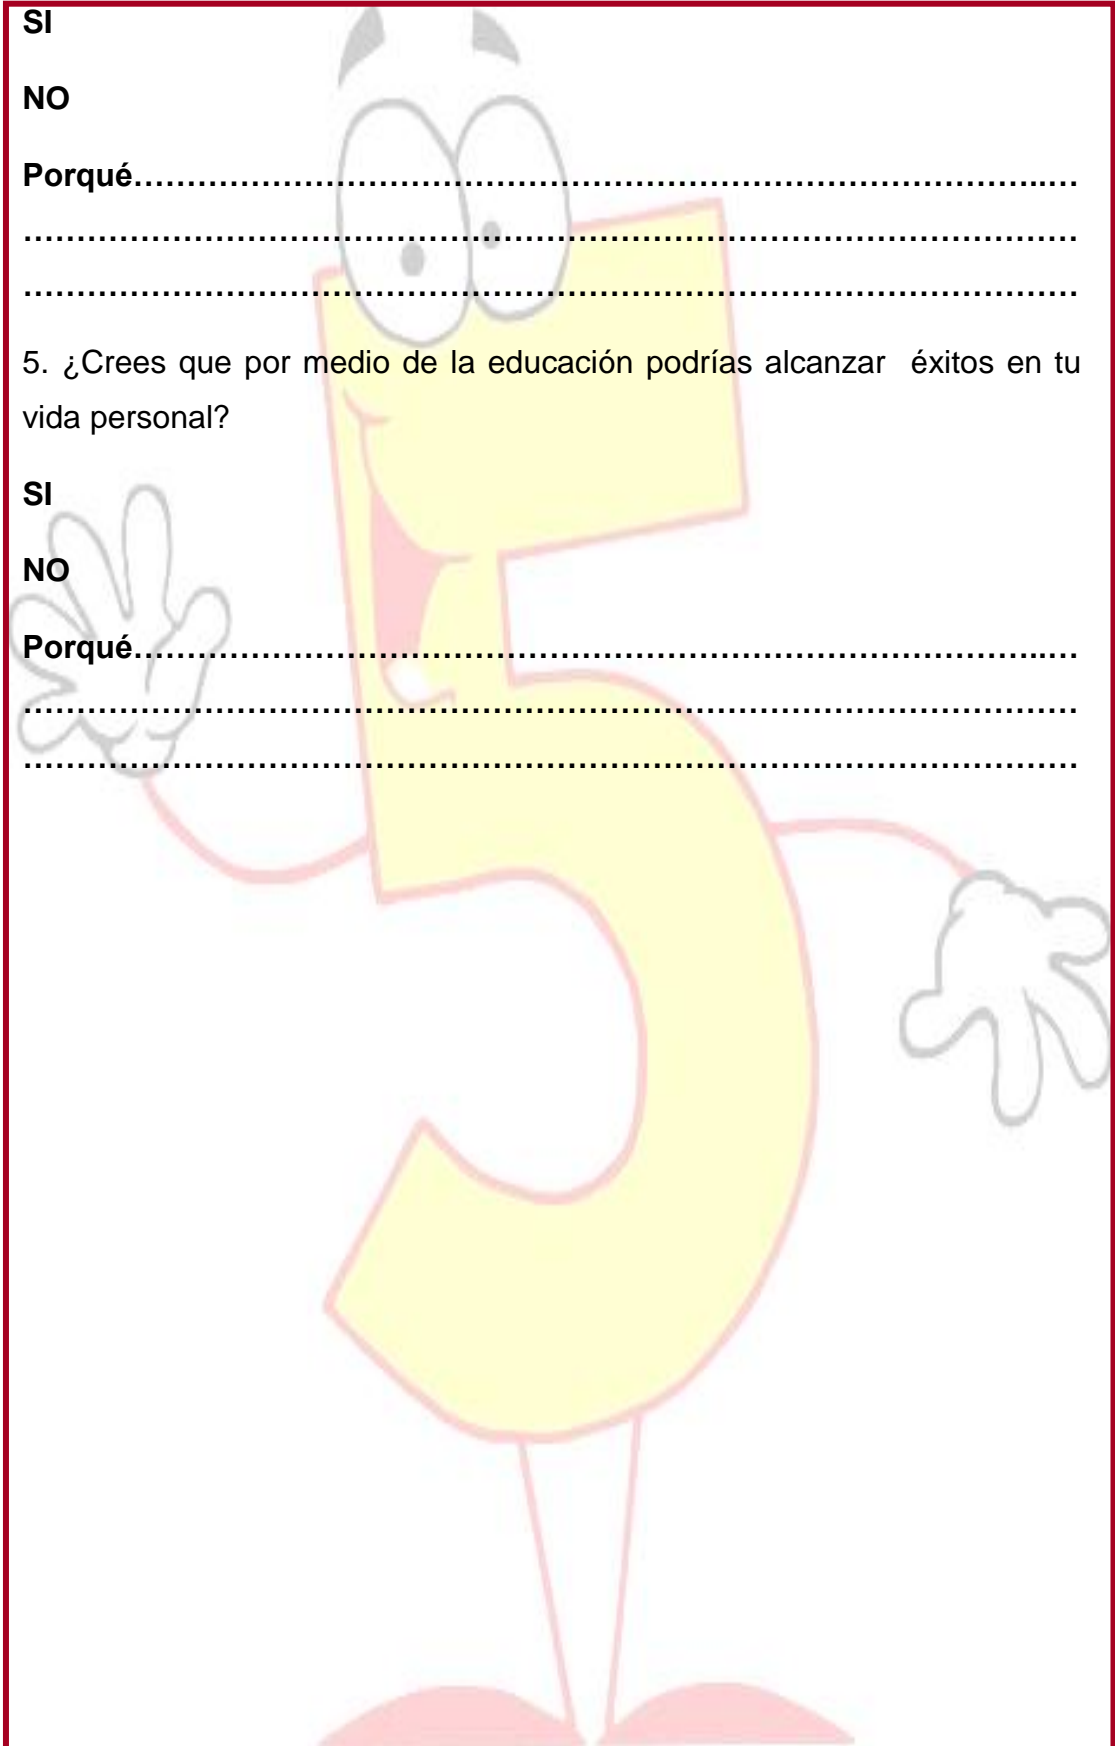 SI
NO
Porqué…………………………………………………………………………..…
………………………………………………………………………………………
………………………………………………………………………………………
5. ¿Crees que por medio de la educación podrías alcanzar  éxitos en tu
vida personal?
SI
NO
Porqué…………………………………………………………………………..…
………………………………………………………………………………………
………………………………………………………………………………………